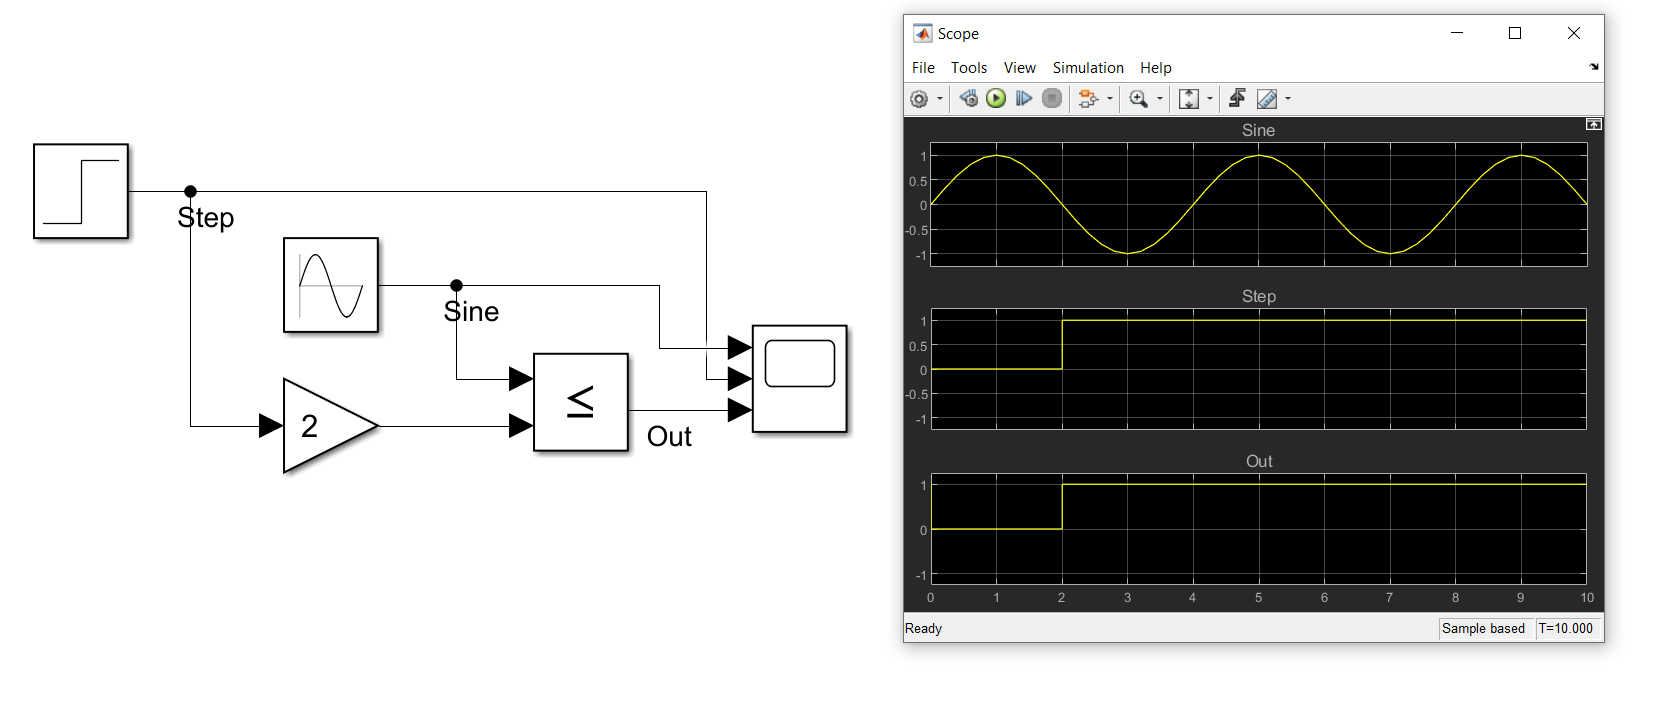 Step
Sine
2
≤
Out
Scope
File Tools View Simulation Help
Sine
1
0.5
0
-0.5
-1
Step
1
0.5
0
-0.5
-1
Out
1
0
-1
0 1 2 3 4 5 6 7 8 9 10
Ready Sample based T=10.000